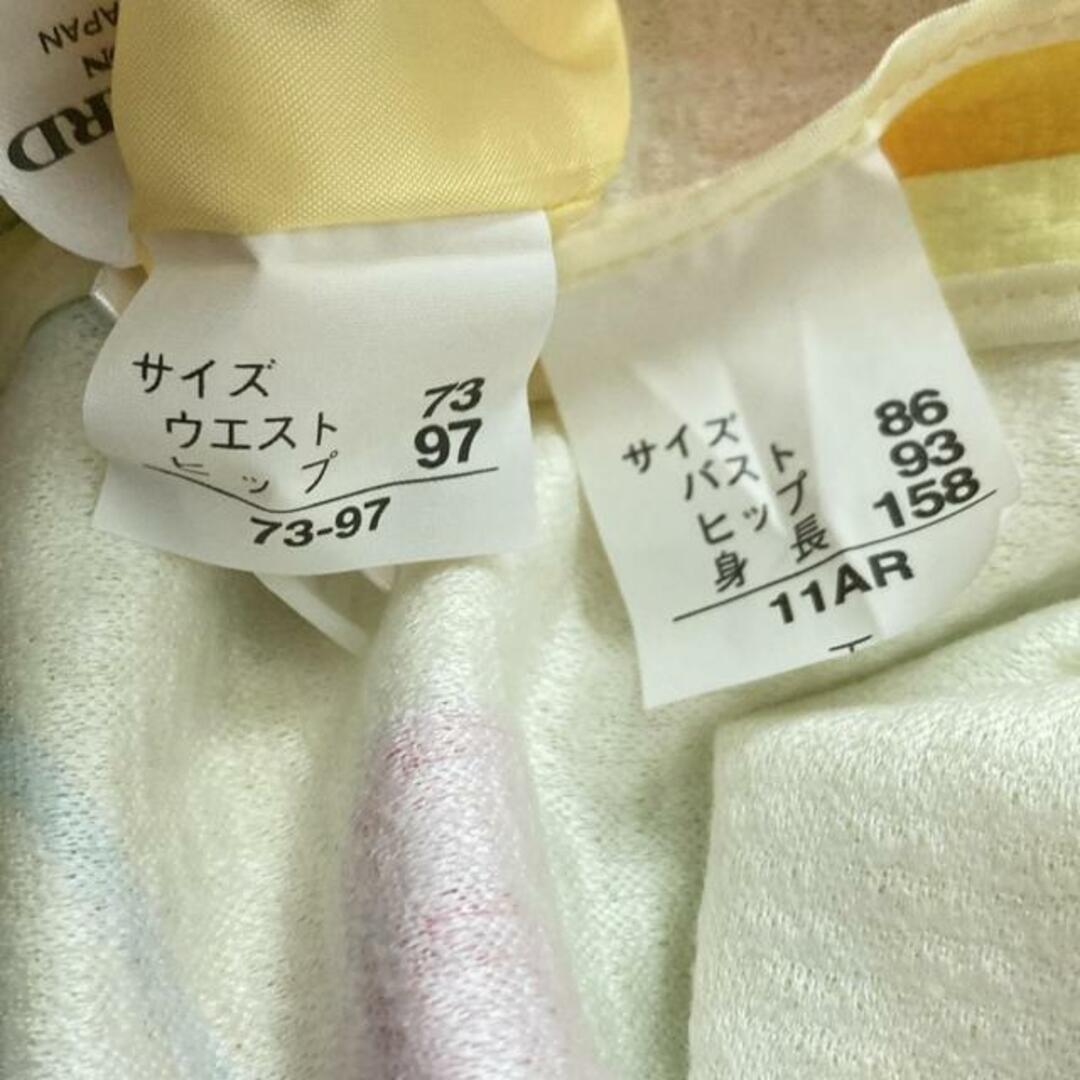 JAPAN
サイズ
ウエスト 73
ヒップ 97
73-97
サイズ
バスト 86
ヒップ 93
身長 158
11AR